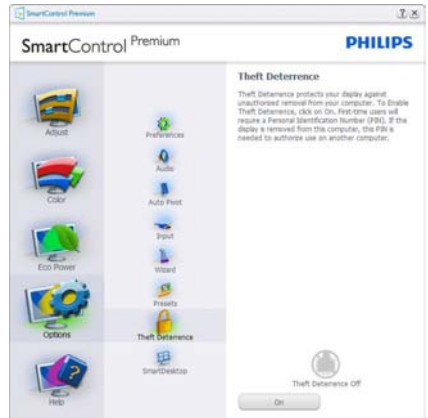 SmartControl Premium
SmartControl Premium
PHILIPS
Adjust
Color
Eco Power
Options
Help
Preferences
Audio
Auto Pivot
Input
Wizard
Presets
Theft Deterrence
SmartDesktop
Theft Deterrence
Theft Deterrence protects your display against
unauthorized removal from your computer. To Enable
Theft Deterrence, click on On. First-time users will
require a Personal Identification Number (PIN). If the
display is removed from this computer, this PIN is
needed to authorize use on another computer.
Theft Deterrence Off
On